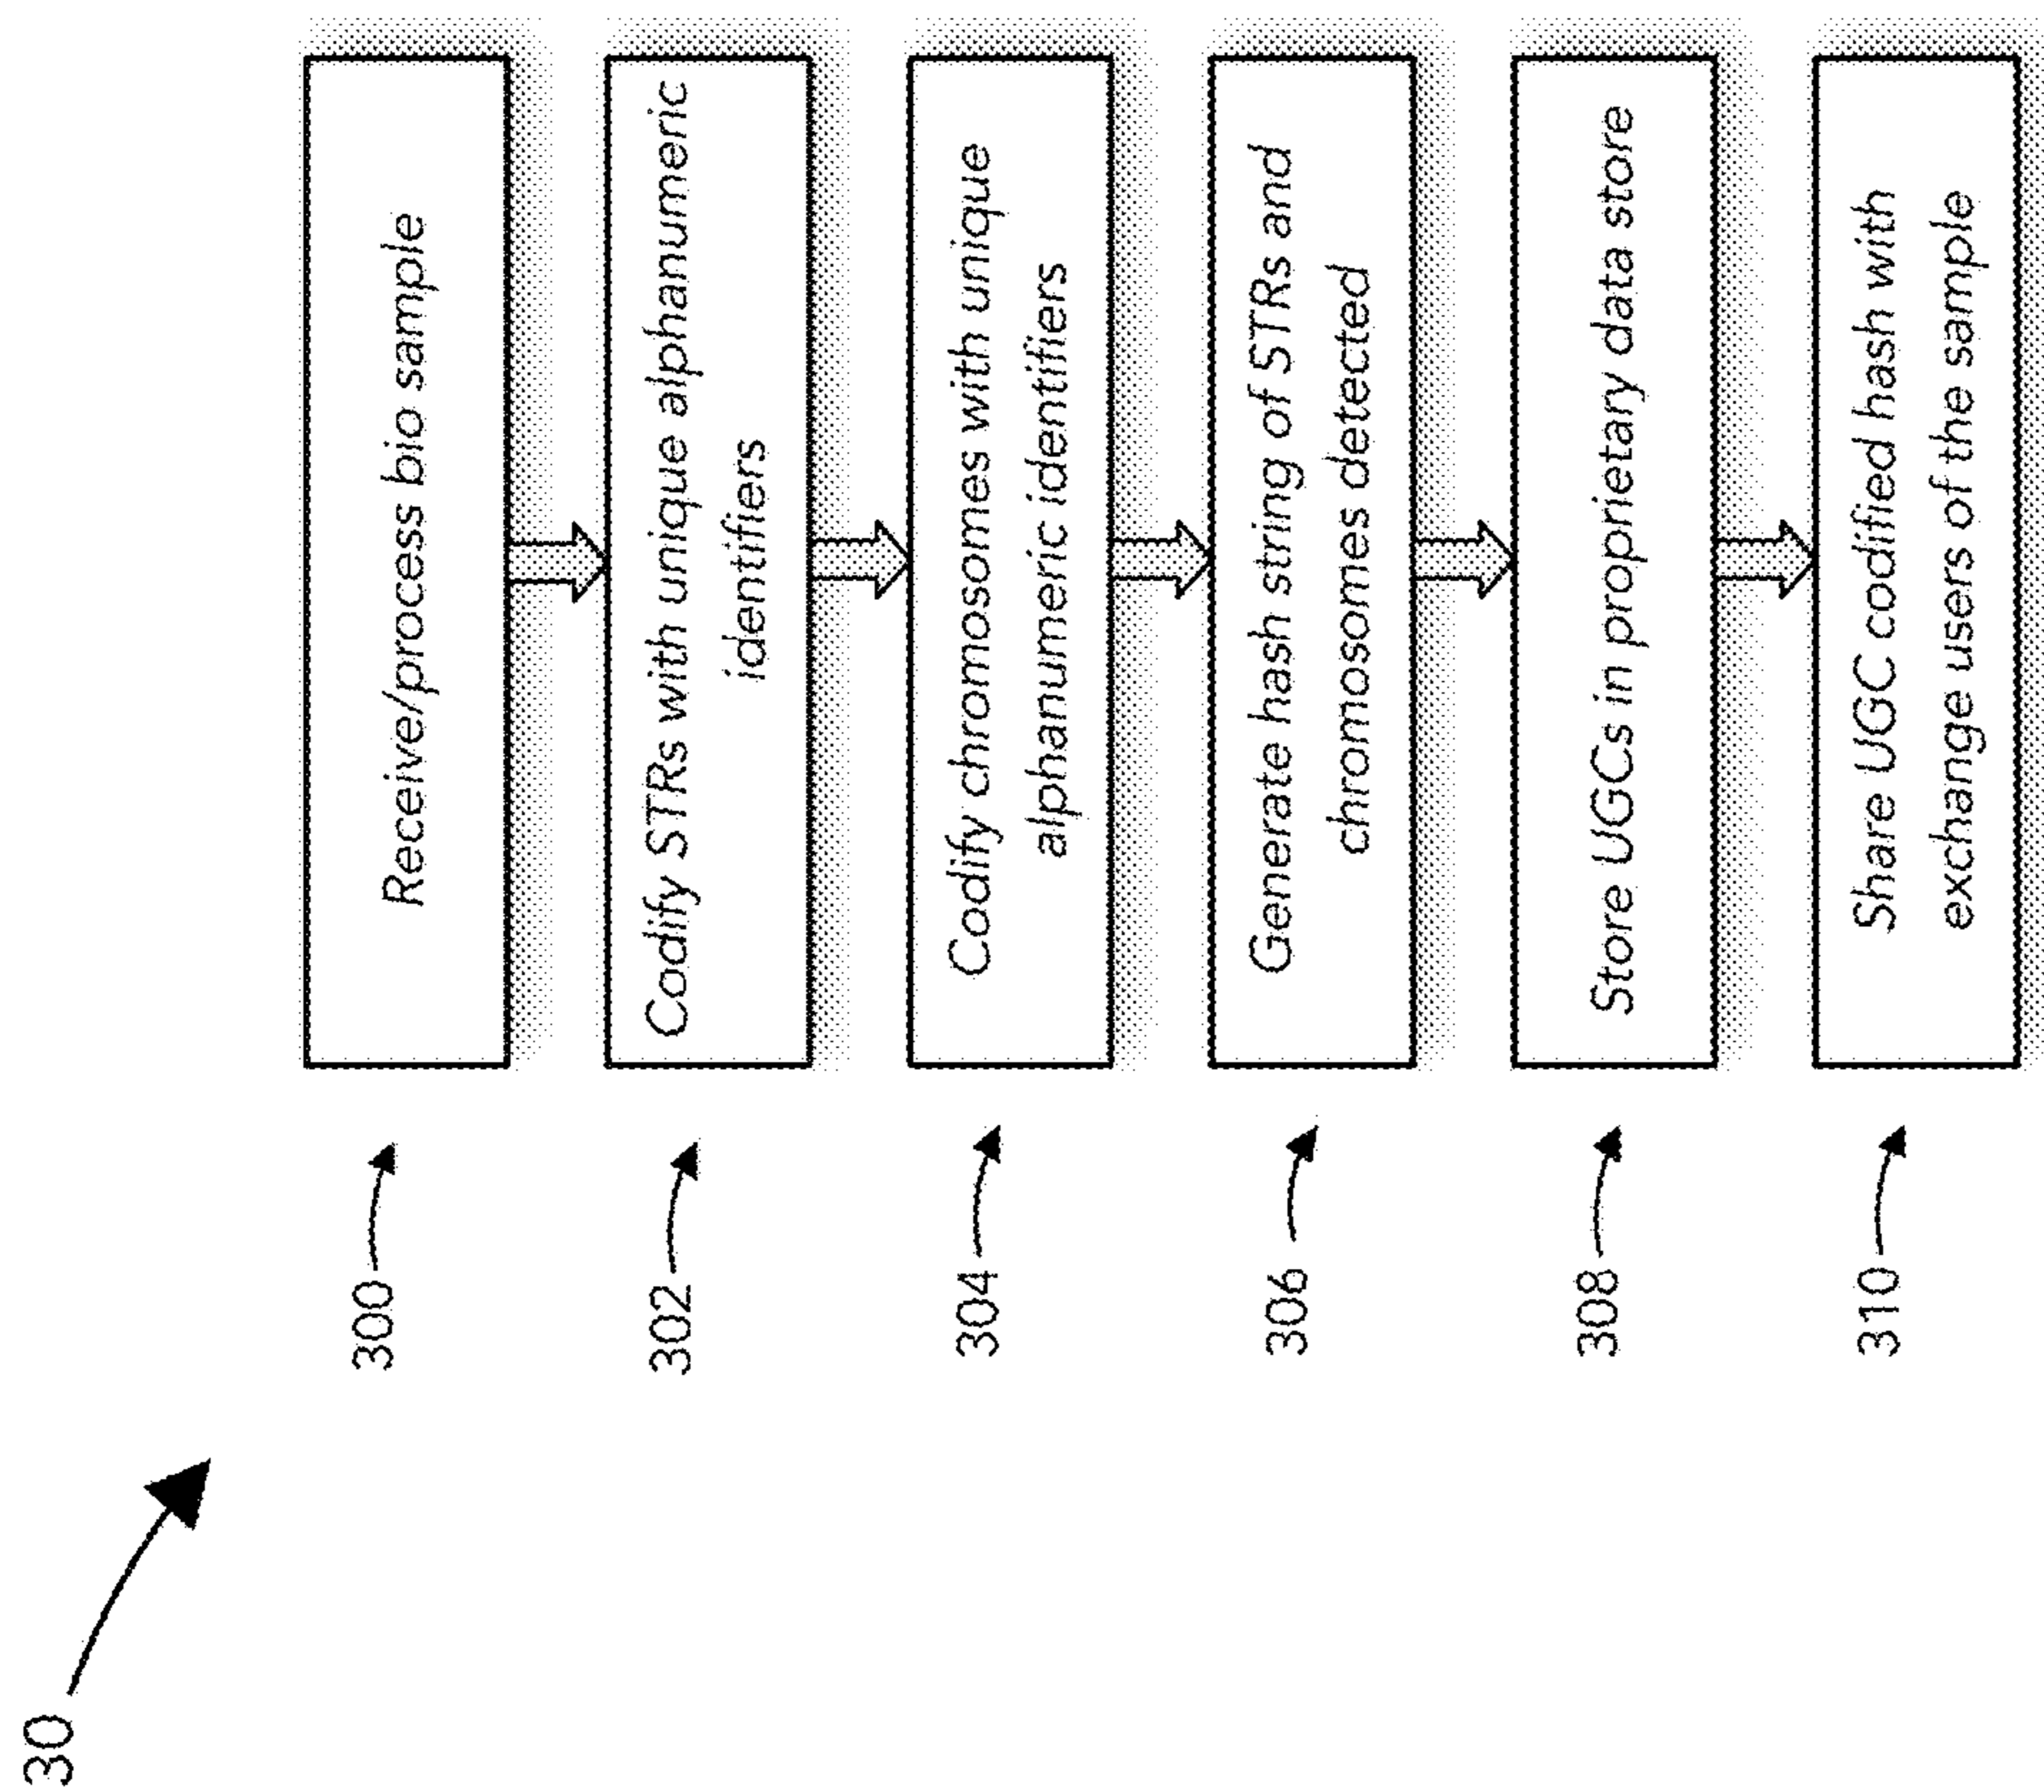 30
300
Receive/process bio sample
302
Codify STRs with unique alphanumeric
identifiers
304
Codify chromosomes with unique
alphanumeric identifiers
306
Generate hash string of STRs and
chromosomes detected
308
Store UGCs in proprietary data store
310
Share UGC codified hash with
exchange users of the sample